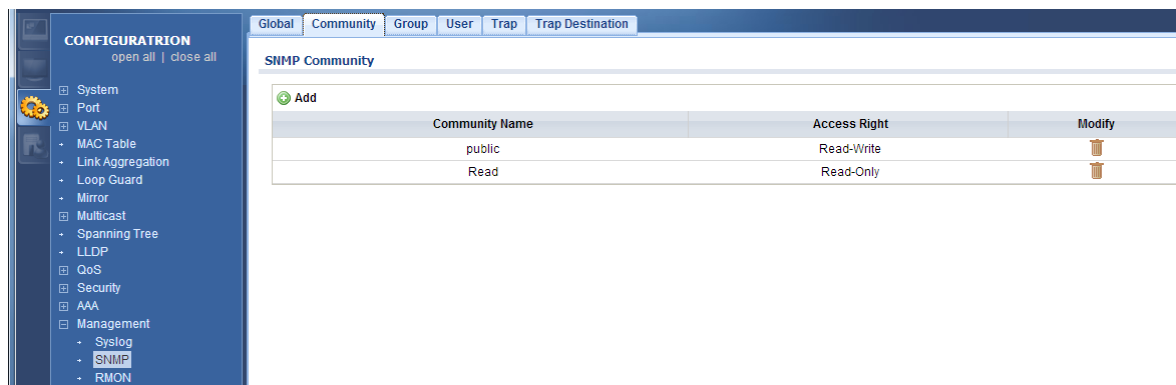 Global Community Group User Trap Trap Destination
CONFIGURATRION
open all | close all
System
Port
VLAN
MAC Table
Link Aggregation
Loop Guard
Mirror
Multicast
Spanning Tree
LLDP
QoS
Security
AAA
Management
Syslog
SNMP
RMON
SNMP Community
Add
Community Name Access Right Modify
public Read-Write
Read Read-Only